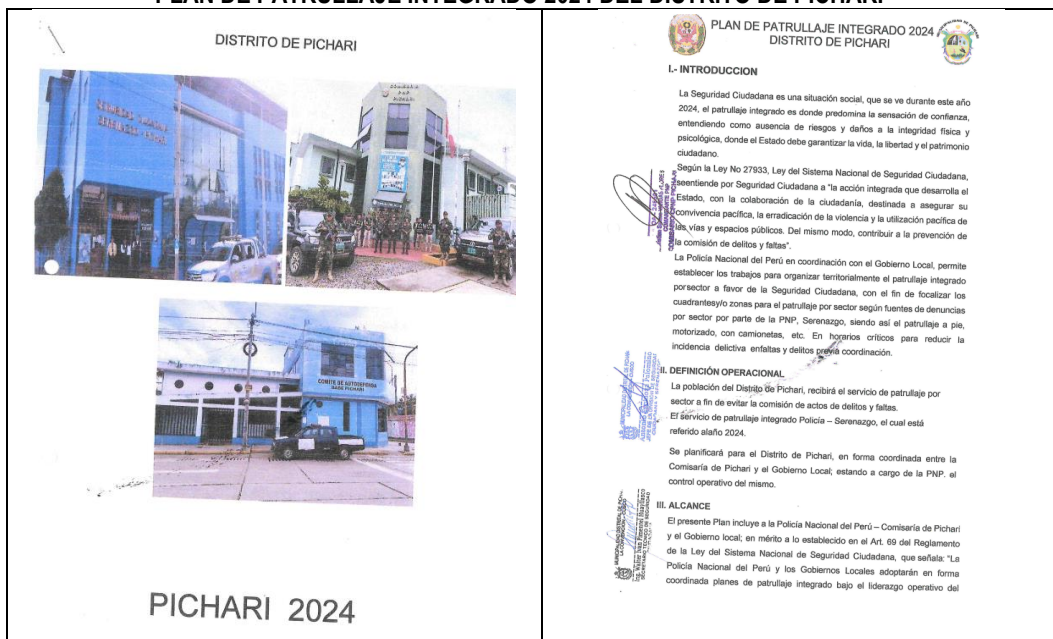 PLAN DE PATRULLAJE INTEGRADO 2024 DEL DISTRITO DE PICHARI
DISTRITO DE PICHARI
COMITE DE AUTODEFENSA
BASE PICHARI
PICHARI 2024
PLAN DE PATRULLAJE INTEGRADO 2024
DISTRITO DE PICHARI
I.- INTRODUCCION
La Seguridad Ciudadana es una situación social, que se ve durante este año
2024, el patrullaje integrado es donde predomina la sensación de confianza,
entendiendo como ausencia de riesgos y daños a la integridad física y
psicológica, donde el Estado debe garantizar la vida, la libertad y el patrimonio
ciudadano.
Según la Ley No 27933, Ley del Sistema Nacional de Seguridad Ciudadana,
seentiende por Seguridad Ciudadana a "la acción integrada que desarrolla el
Estado, con la colaboración de la ciudadanía, destinada a asegurar su
convivencia pacífica, la erradicación de la violencia y la utilización pacífica de
las vías y espacios públicos. Del mismo modo, contribuir a la prevención de
la comisión de delitos y faltas".
La Policía Nacional del Perú en coordinación con el Gobierno Local, permite
establecer los trabajos para organizar territorialmente el patrullaje integrado
porsector a favor de la Seguridad Ciudadana, con el fin de focalizar los
cuadrantesy/o zonas para el patrullaje por sector según fuentes de denuncias
por sector por parte de la PNP, Serenazgo, siendo así el patrullaje a pie,
motorizado, con camionetas, etc. En horarios críticos para reducir la
incidencia delictiva enfaltas y delitos previa coordinación.
II. DEFINICIÓN OPERACIONAL
La población del Distrito de Pichari, recibirá el servicio de patrullaje por
sector a fin de evitar la comisión de actos de delitos y faltas.
El servicio de patrullaje integrado Policía – Serenazgo, el cual está
referido alaño 2024.
Se planificará para el Distrito de Pichari, en forma coordinada entre la
Comisaría de Pichari y el Gobierno Local; estando a cargo de la PNP. el
control operativo del mismo.
III. ALCANCE
El presente Plan incluye a la Policía Nacional del Perú – Comisaría de Pichari
y el Gobierno local; en mérito a lo establecido en el Art. 69 del Reglamento
de la Ley del Sistema Nacional de Seguridad Ciudadana, que señala: "La
Policía Nacional del Perú y los Gobiernos Locales adoptarán en forma
coordinada planes de patrullaje integrado bajo el liderazgo operativo del